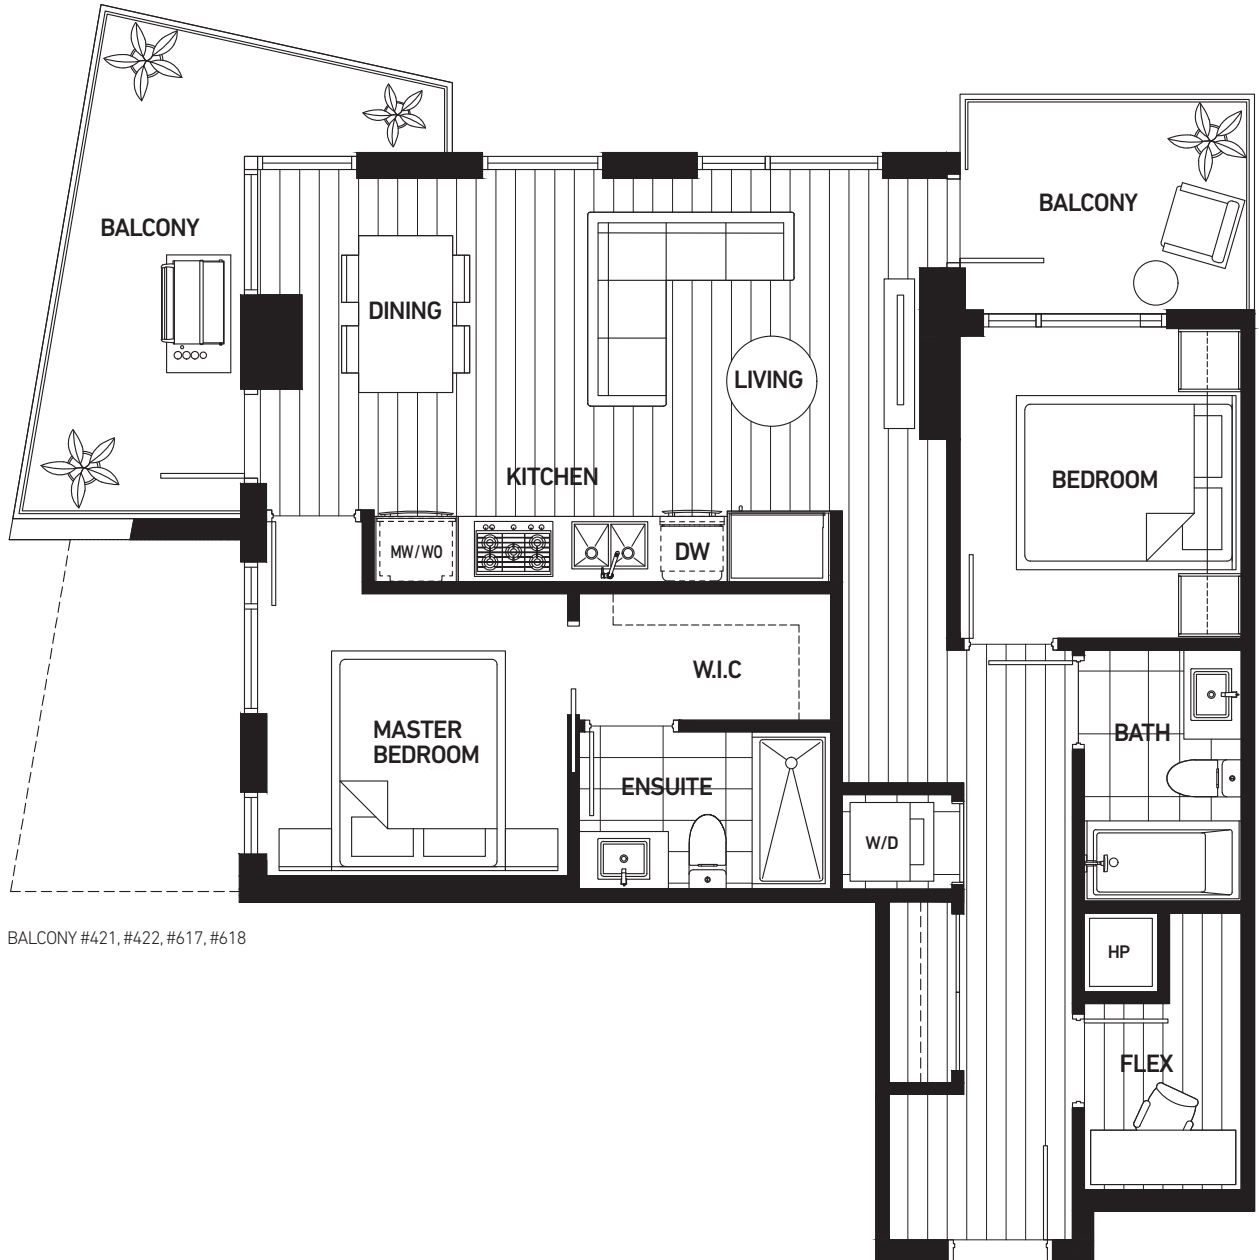 BALCONY
BALCONY
DINING
LIVING
KITCHEN
BEDROOM
MW/WO
DW
W.I.C
MASTER
BEDROOM
BATH
ENSUITE
W/D
BALCONY #421, #422, #617, #618
HP
FLEX